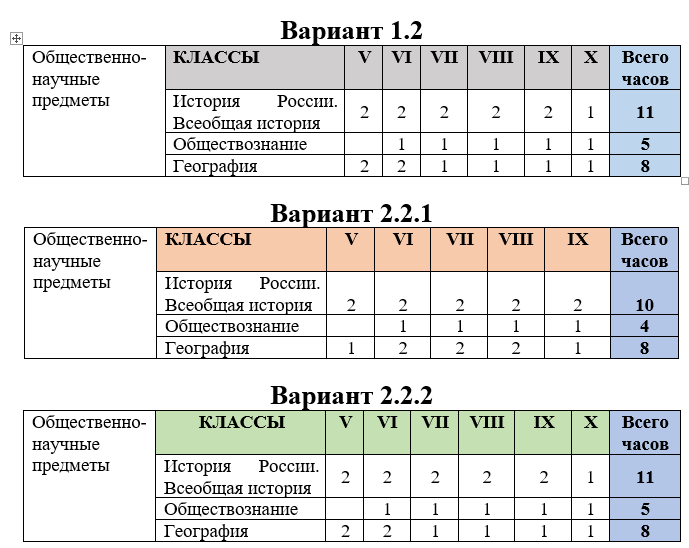 Вариант 1.2
Общественно- КЛАССЫ V VI VII VIII IX X Всего
научные часов
предметы
История России.
Всеобщая история 2 2 2 2 2 1 11
Обществознание 1 1 1 1 1 5
География 2 2 1 1 1 1 8
Вариант 2.2.1
Общественно- КЛАССЫ V VI VII VIII IX Всего
научные часов
предметы
История России.
Всеобщая история 2 2 2 2 2 10
Обществознание 1 1 1 1 4
География 1 2 2 2 1 8
Вариант 2.2.2
Общественно- КЛАССЫ V VI VII VIII IX X Всего
научные часов
предметы
История России.
Всеобщая история 2 2 2 2 2 1 11
Обществознание 1 1 1 1 1 5
География 2 2 1 1 1 1 8